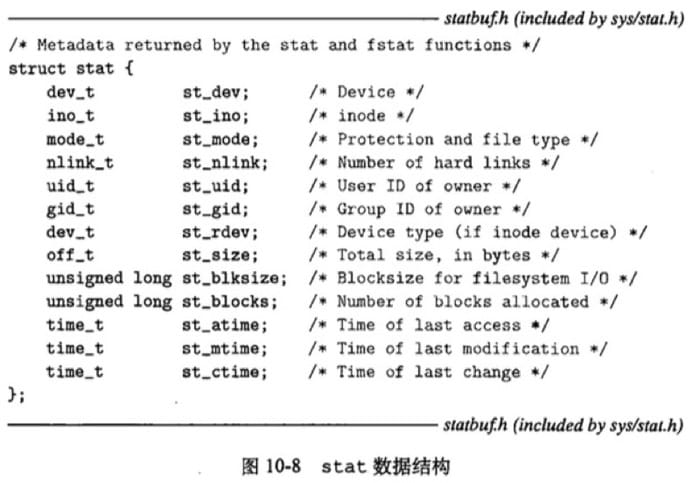 statbuf.h (included by sys/stat.h)
/* Metadata returned by the stat and fstat functions */
struct stat {
    dev_t         st_dev;     /* Device */
    ino_t         st_ino;     /* inode */
    mode_t        st_mode;    /* Protection and file type */
    nlink_t       st_nlink;   /* Number of hard links */
    uid_t         st_uid;     /* User ID of owner */
    gid_t         st_gid;     /* Group ID of owner */
    dev_t         st_rdev;    /* Device type (if inode device) */
    off_t         st_size;    /* Total size, in bytes */
    unsigned long st_blksize; /* Blocksize for filesystem I/O */
    unsigned long st_blocks;  /* Number of blocks allocated */
    time_t        st_atime;   /* Time of last access */
    time_t        st_mtime;   /* Time of last modification */
    time_t        st_ctime;   /* Time of last change */
};
statbuf.h (included by sys/stat.h)
图 10-8 stat 数据结构